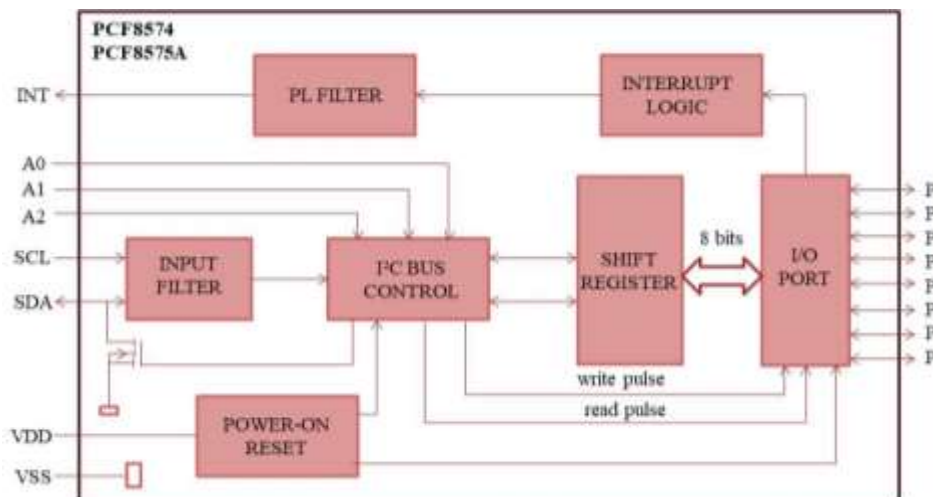 PCF8574
PCF8575A
INT
PL FILTER
INTERRUPT
LOGIC
A0
A1
A2
SCL
SDA
INPUT
FILTER
I²C BUS
CONTROL
SHIFT
REGISTER
8 bits
I/O
PORT
P
P
P
P
P
P
P
P
write pulse
read pulse
VDD
VSS
POWER-ON
RESET